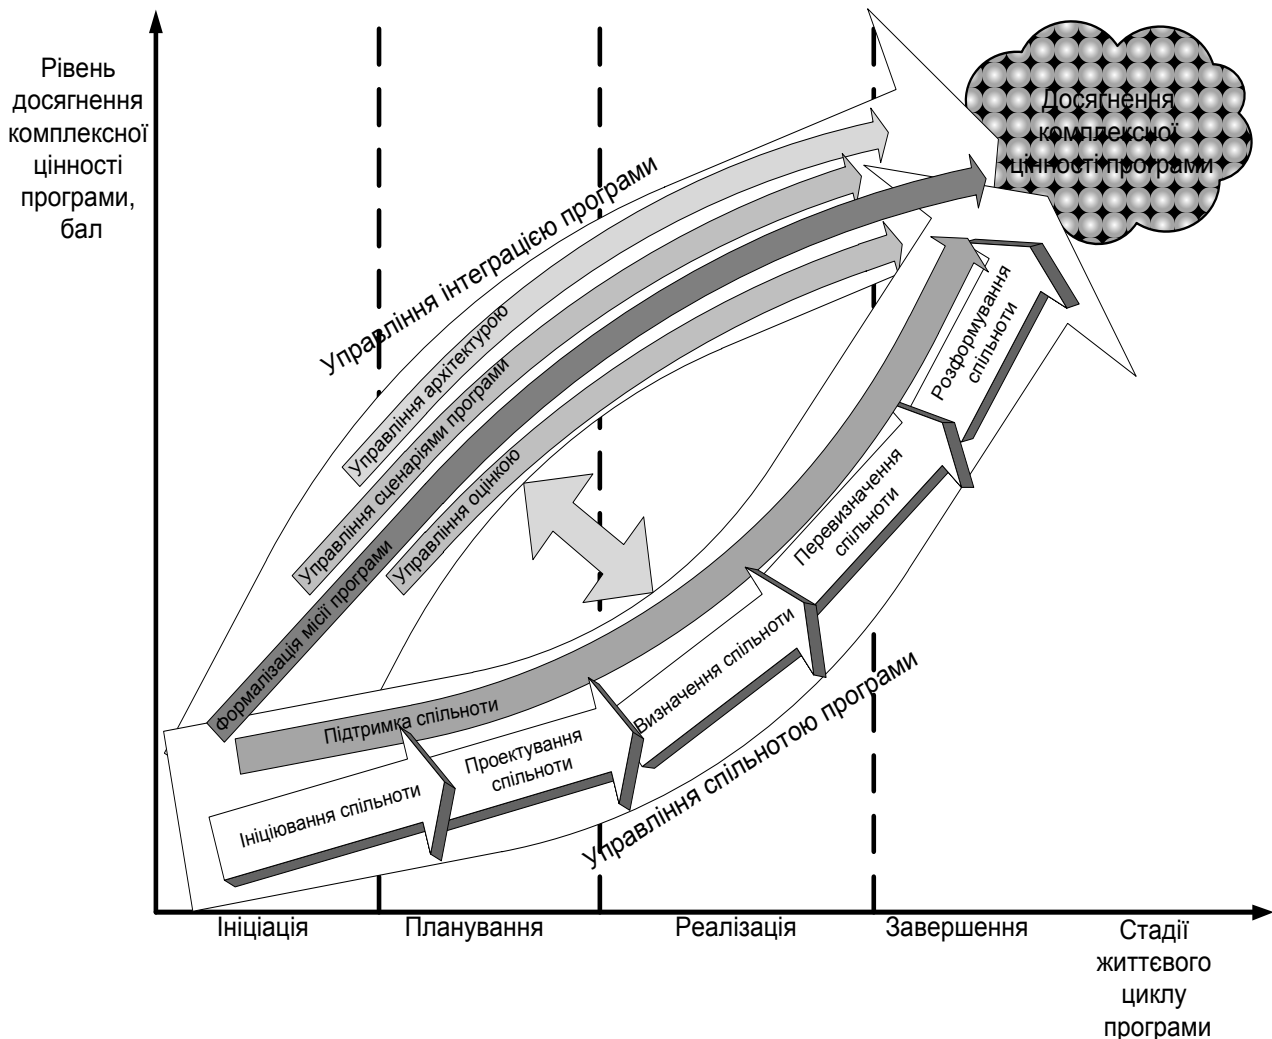 Рівень
досягнення
комплексної
цінності
програми,
бал
Досягнення
комплексної
цінності програми
Управління інтеграцією програми
Управління архітектурою
Управління сценаріями програми
Формалізація місії програми
Управління оцінкою
Підтримка спільноти
Ініціювання спільноти
Проектування
спільноти
Визначення спільноти
Перевизначення
спільноти
Розформування
спільноти
Управління спільнотою програми
Ініціація
Планування
Реалізація
Завершення
Стадії
життєвого
циклу
програми